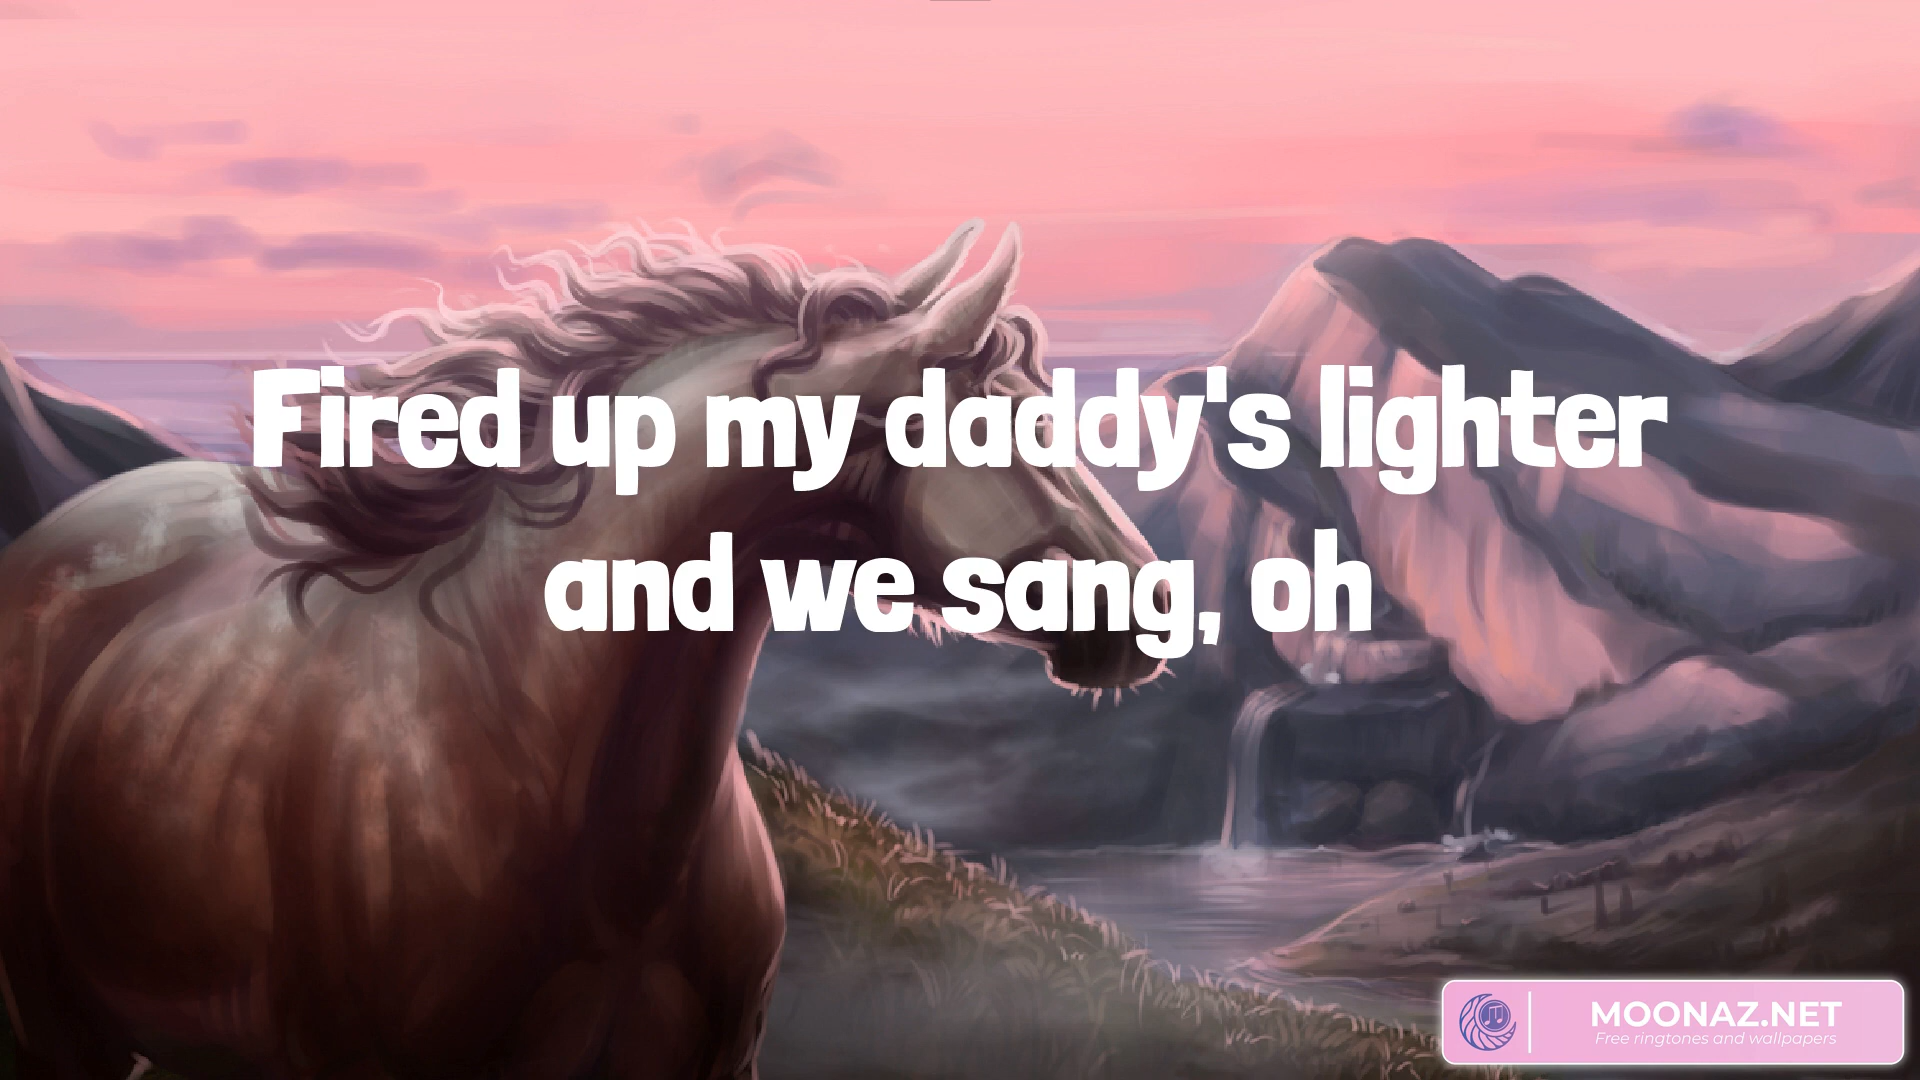 Fired up my daddy's lighter
and we sang, oh
MOONAZ.NET
Free ringtones and wallpapers